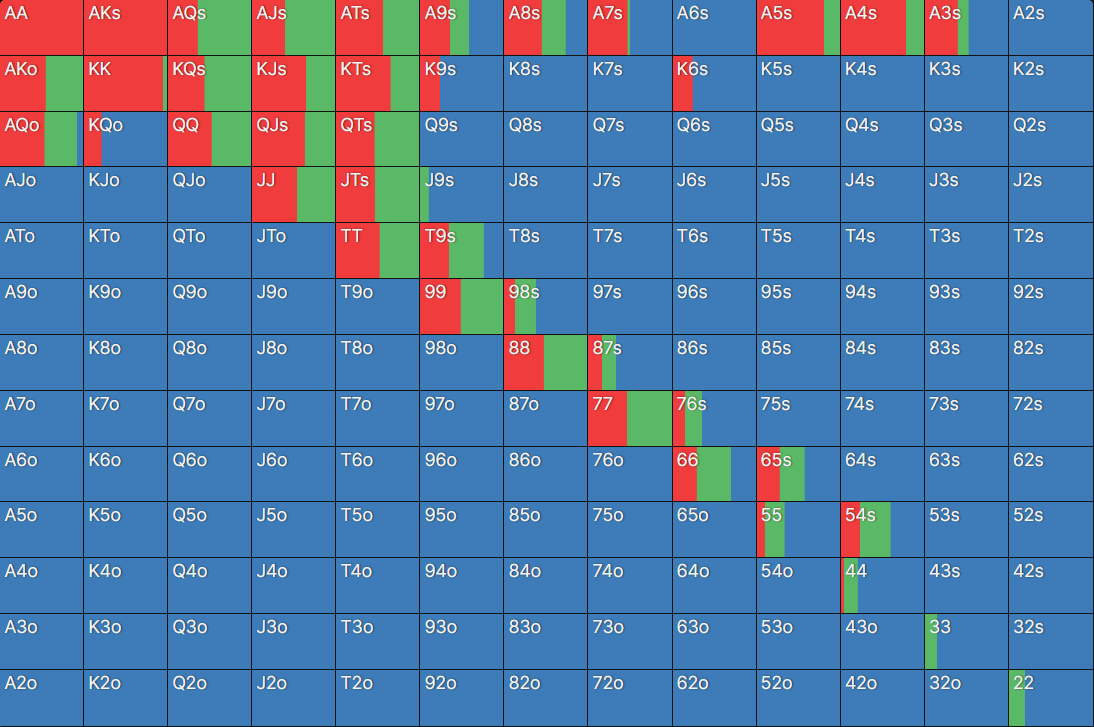 AA AKs AQs AJs ATs A9s A8s A7s A6s A5s A4s A3s A2s
AKo KK KQs KJs KTs K9s K8s K7s K6s K5s K4s K3s K2s
AQo KQo QQ QJs QTs Q9s Q8s Q7s Q6s Q5s Q4s Q3s Q2s
AJo KJo QJo JJ JTs J9s J8s J7s J6s J5s J4s J3s J2s
ATo KTo QTo JTo TT T9s T8s T7s T6s T5s T4s T3s T2s
A9o K9o Q9o J9o T9o 99 98s 97s 96s 95s 94s 93s 92s
A8o K8o Q8o J8o T8o 98o 88 87s 86s 85s 84s 83s 82s
A7o K7o Q7o J7o T7o 97o 87o 77 76s 75s 74s 73s 72s
A6o K6o Q6o J6o T6o 96o 86o 76o 66 65s 64s 63s 62s
A5o K5o Q5o J5o T5o 95o 85o 75o 65o 55 54s 53s 52s
A4o K4o Q4o J4o T4o 94o 84o 74o 64o 54o 44 43s 42s
A3o K3o Q3o J3o T3o 93o 83o 73o 63o 53o 43o 33 32s
A2o K2o Q2o J2o T2o 92o 82o 72o 62o 52o 42o 32o 22